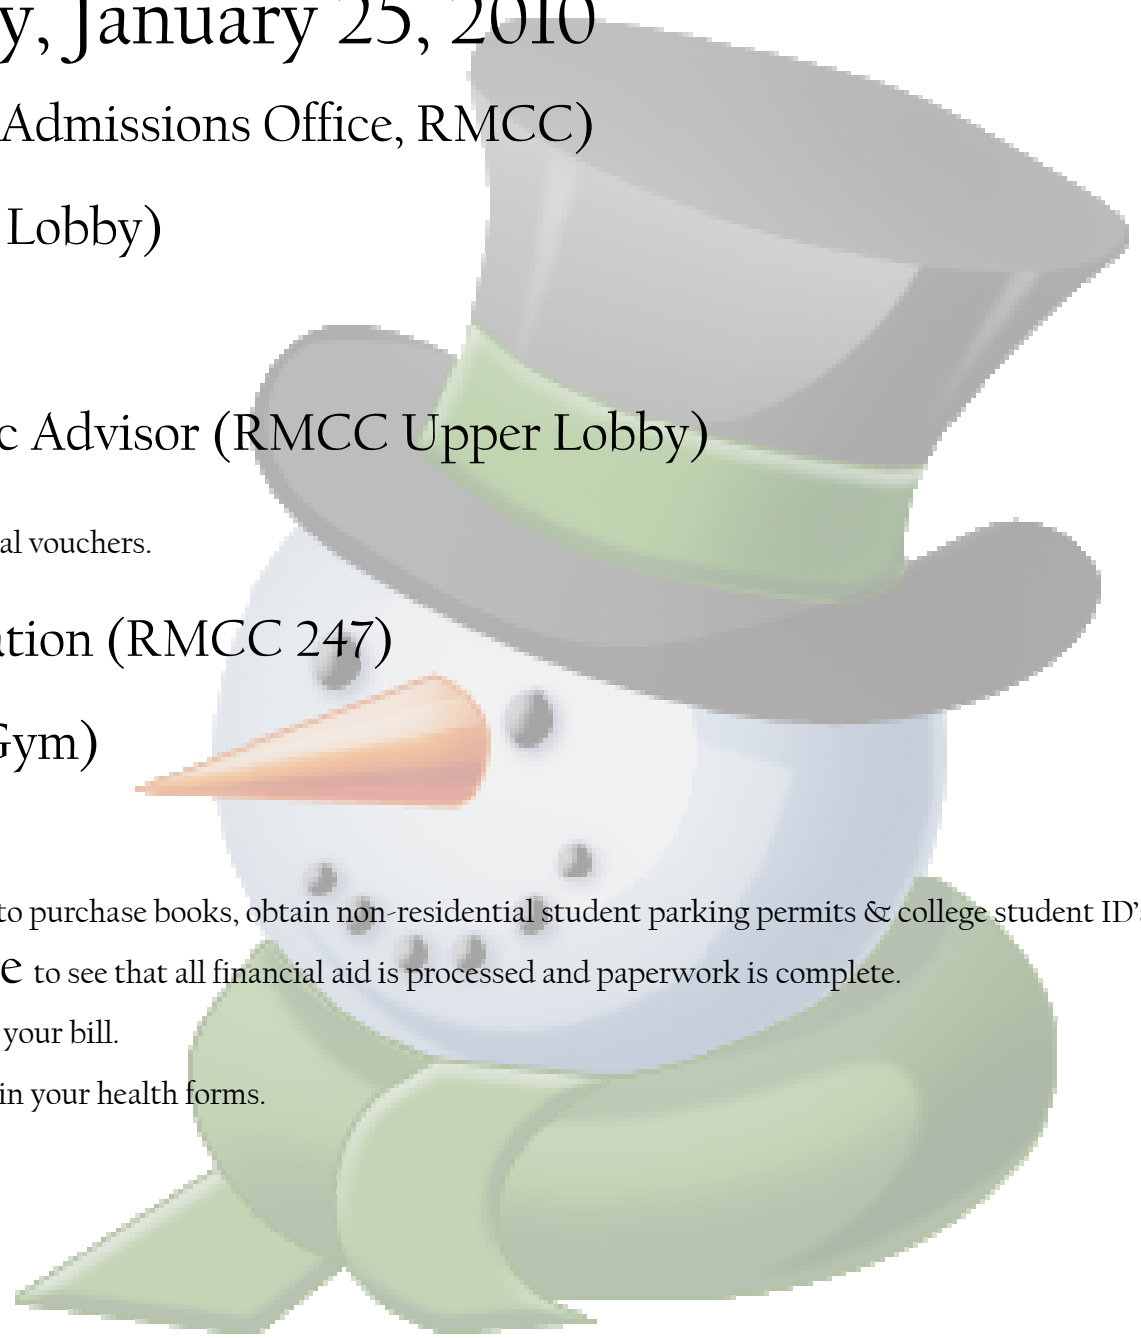 y, January 25, 2010
Admissions Office, RMCC)
Lobby)
c Advisor (RMCC Upper Lobby)
al vouchers.
ation (RMCC 247)
Gym)
to purchase books, obtain non-residential student parking permits & college student ID's
e to see that all financial aid is processed and paperwork is complete.
your bill.
in your health forms.